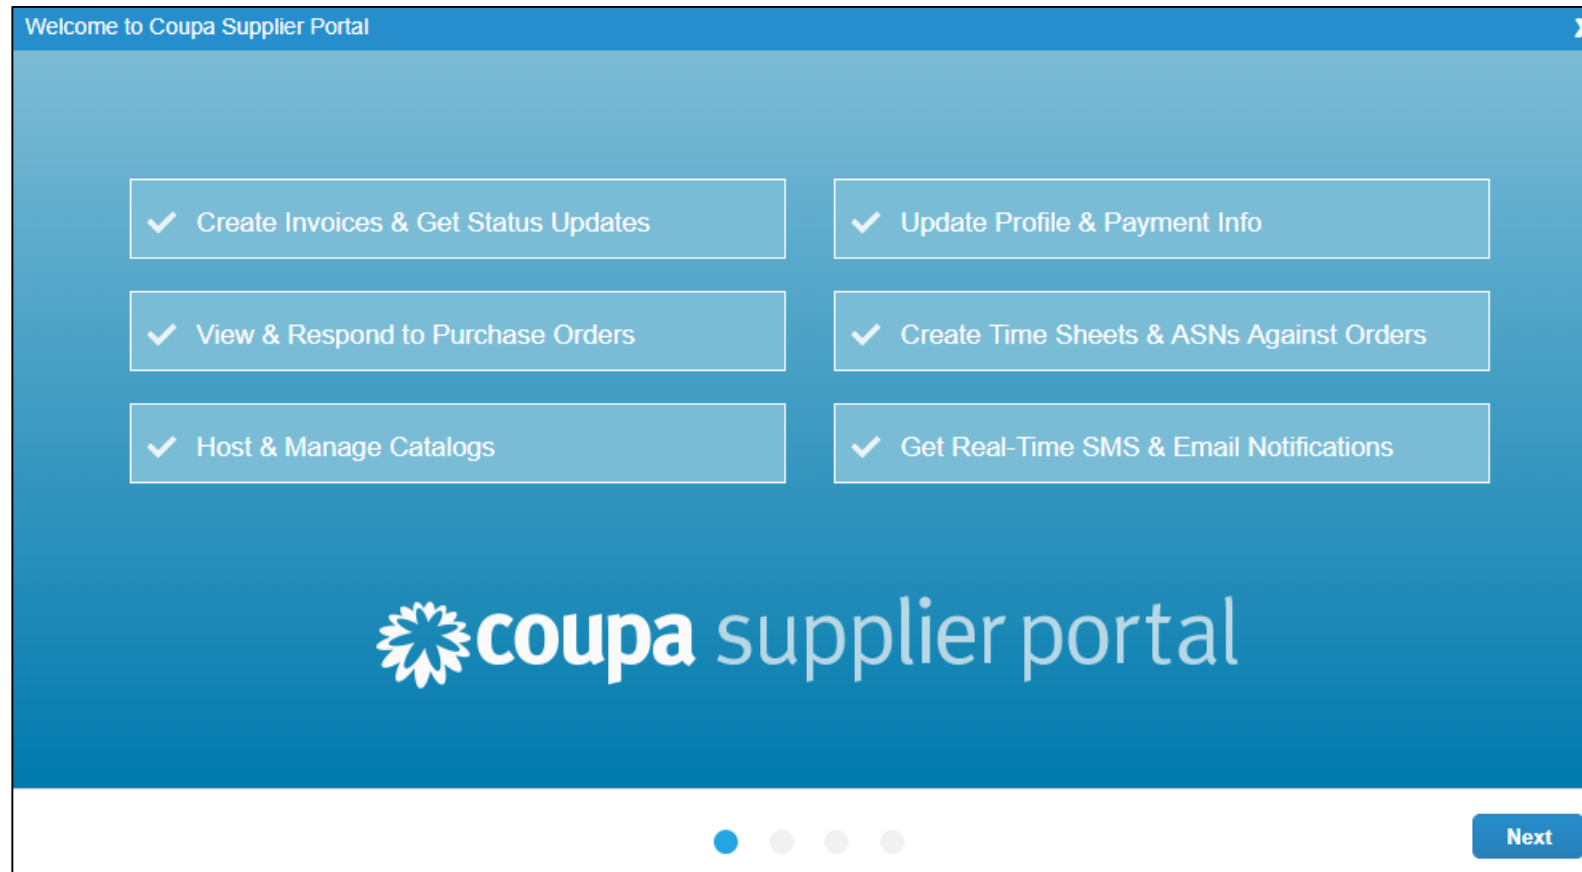 Welcome to Coupa Supplier Portal
Create Invoices & Get Status Updates
Update Profile & Payment Info
View & Respond to Purchase Orders
Create Time Sheets & ASNs Against Orders
Host & Manage Catalogs
Get Real-Time SMS & Email Notifications
coupa supplier portal
Next